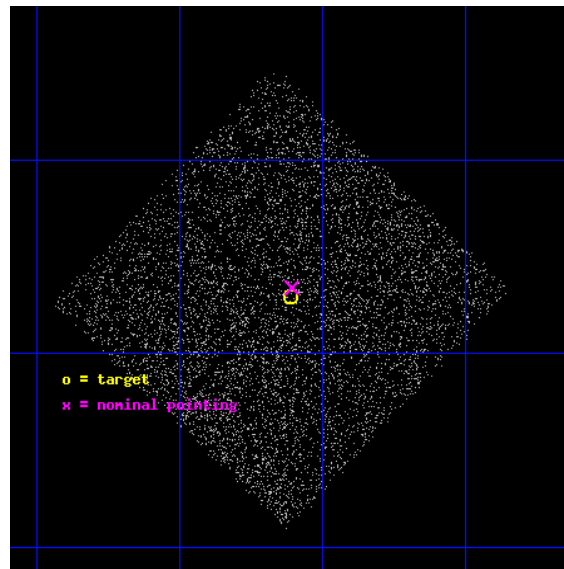 o = target
x = nominal pointing